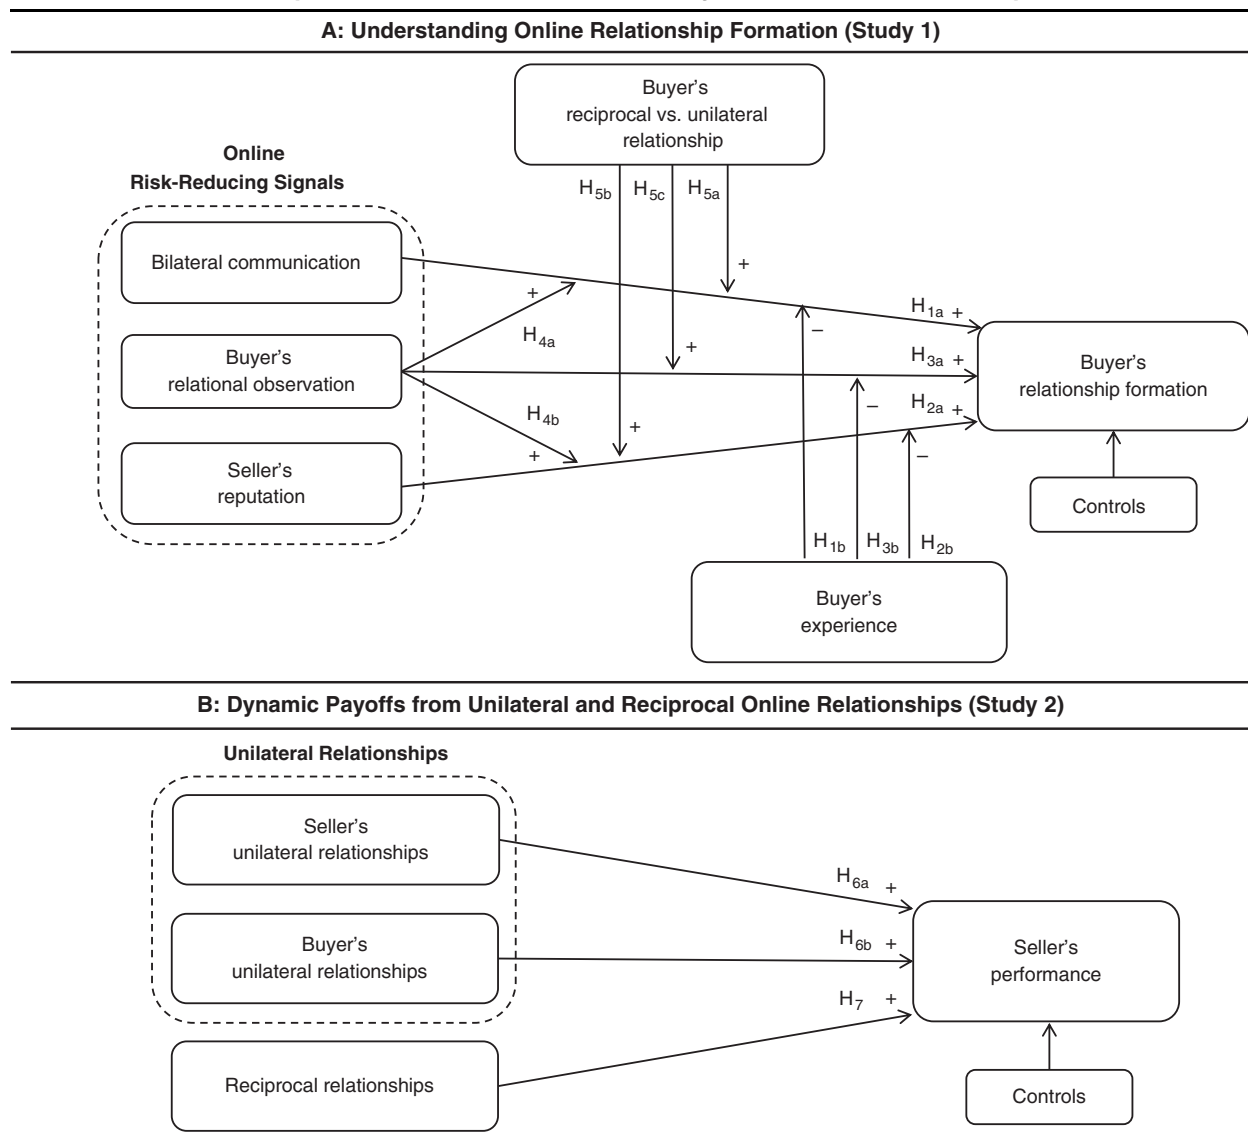 A: Understanding Online Relationship Formation (Study 1)
Buyer's
reciprocal vs. unilateral
relationship
Online
Risk-Reducing Signals
H5b
H5c
H5a
Bilateral communication
+
+
H4a
–
H1a +
Buyer's
relational observation
+
H3a +
Buyer's
relationship formation
H4b
–
H2a +
+
+
–
Seller's
reputation
Controls
H1b
H3b
H2b
Buyer's
experience
B: Dynamic Payoffs from Unilateral and Reciprocal Online Relationships (Study 2)
Unilateral Relationships
Seller's
unilateral relationships
H6a +
Buyer's
unilateral relationships
H6b +
Seller's
performance
H7 +
Reciprocal relationships
Controls